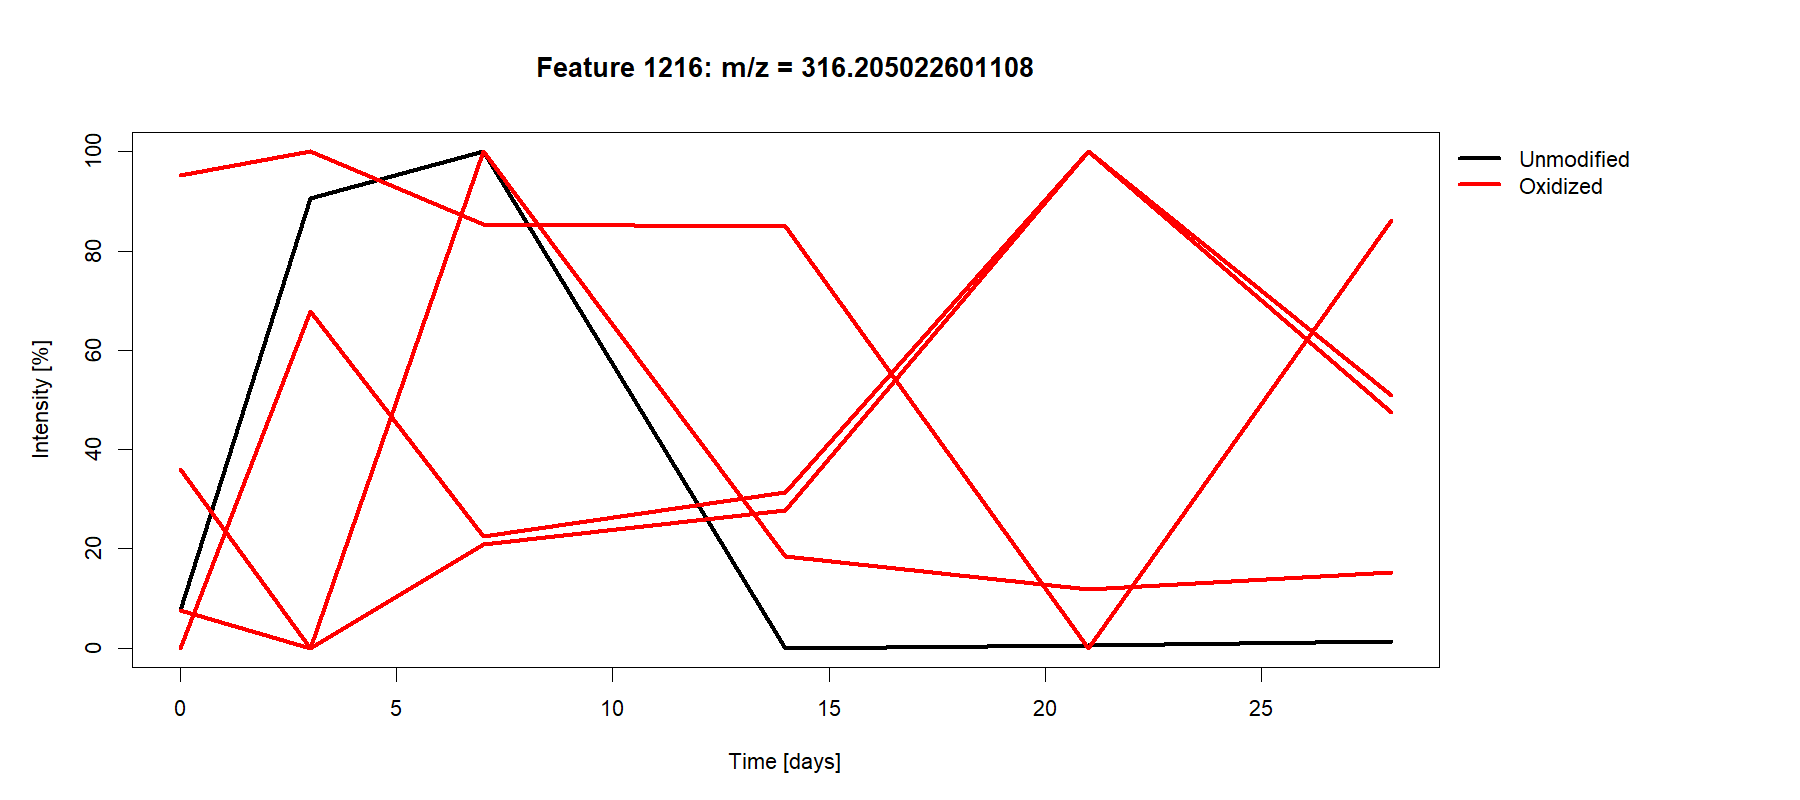 Feature 1216: m/z = 316.205022601108
Unmodified
Oxidized
100
80
60
40
20
0
Intensity [%]
0 5 10 15 20 25
Time [days]